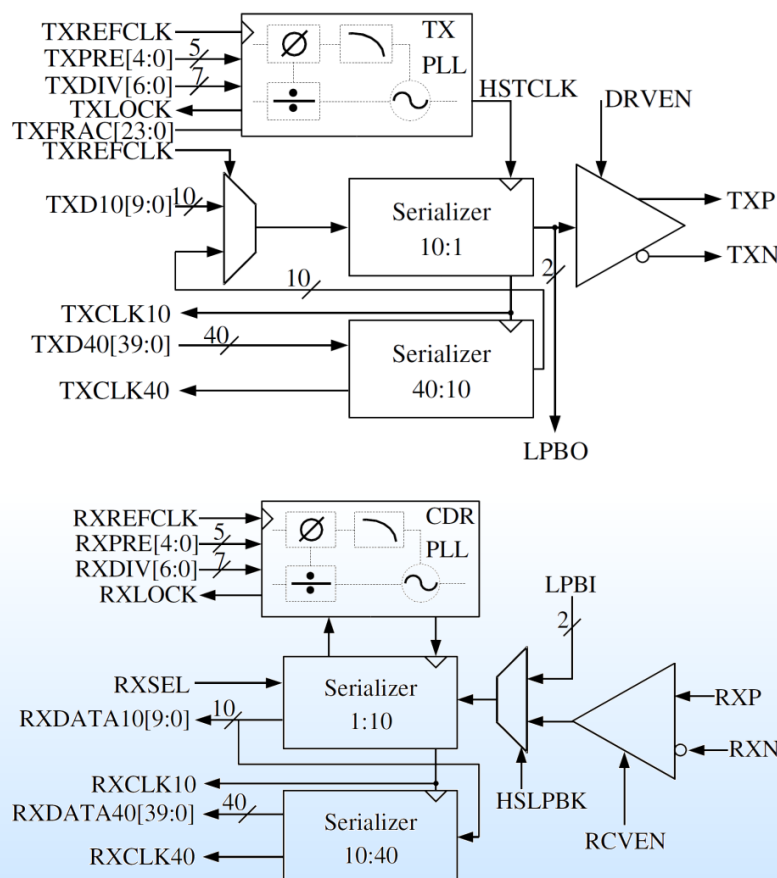 TXREFCLK
TXPRE[4:0]
5
TXDIV[6:0]
7
TXLOCK
TXFRAC[23:0]
TXREFCLK
TX
PLL
HSTCLK
DRVEN
TXD10[9:0]
10
Serializer
10:1
TXP
TXN
2
10
TXCLK10
TXD40[39:0]
40
Serializer
40:10
TXCLK40
LPBO
RXREFCLK
RXPRE[4:0]
5
RXDIV[6:0]
7
RXLOCK
CDR
PLL
LPBI
2
RXSEL
Serializer
1:10
RXDATA10[9:0]
10
RXP
RXN
RXCLK10
HSLPBK
RXDATA40[39:0]
40
Serializer
10:40
RCVEN
RXCLK40